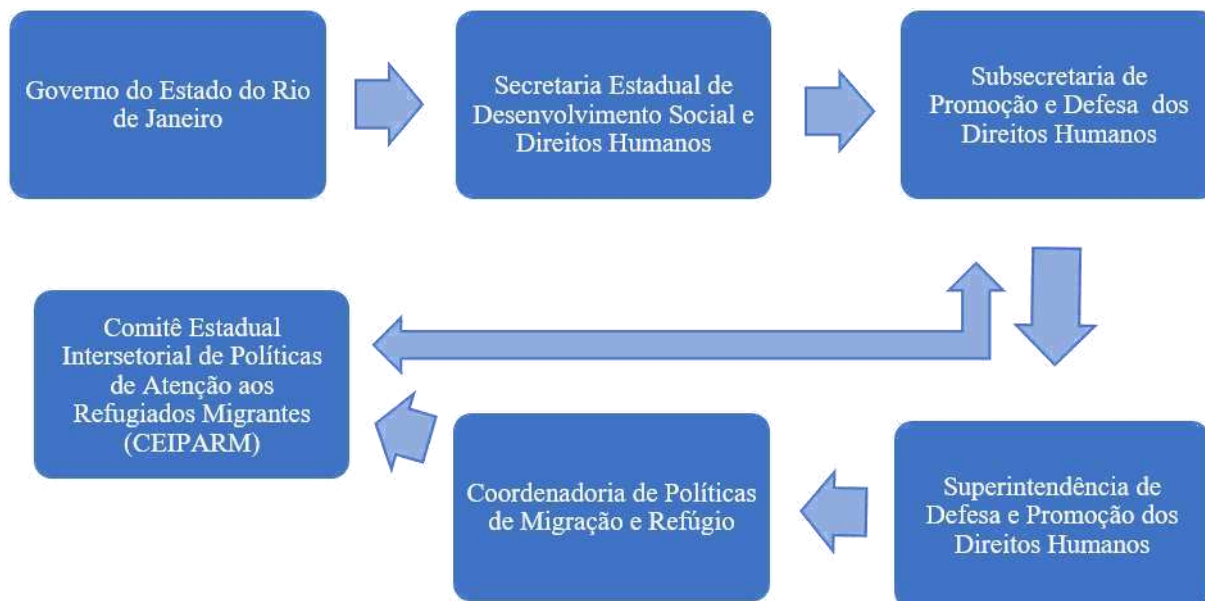 Governo do Estado do Rio
de Janeiro
Secretaria Estadual de
Desenvolvimento Social e
Direitos Humanos
Subsecretaria de
Promoção e Defesa dos
Direitos Humanos
Comitê Estadual
Intersetorial de Políticas
de Atenção aos
Refugiados Migrantes
(CEIPARM)
Coordenadoria de Políticas
de Migração e Refúgio
Superintendência de
Defesa e Promoção dos
Direitos Humanos